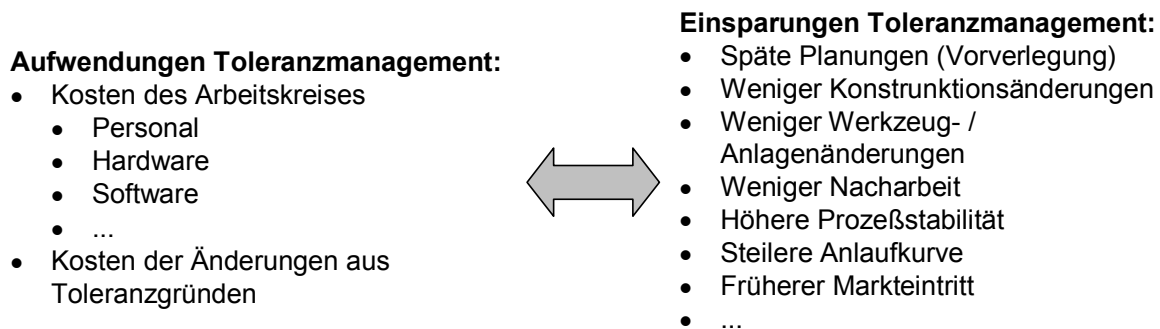 Aufwendungen Toleranzmanagement:
• Kosten des Arbeitskreises
• Personal
• Hardware
• Software
• ...
• Kosten der Änderungen aus
Toleranzgründen
Einsparungen Toleranzmanagement:
• Späte Planungen (Vorverlegung)
• Weniger Konstrunktionsänderungen
• Weniger Werkzeug- /
Anlagenänderungen
• Weniger Nacharbeit
• Höhere Prozeßstabilität
• Steilere Anlaufkurve
• Früherer Markteintritt
• ...